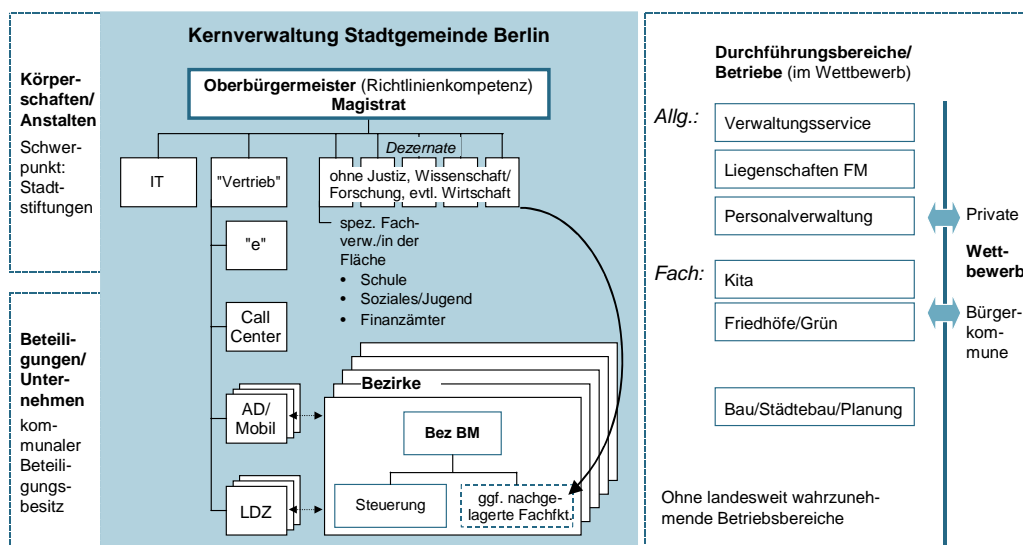 Körper-
schaften/
Anstalten
Schwer-
punkt:
Stadt-
stiftungen
Beteili-
gungen/
Unter-
nehmen
kom-
munaler
Beteili-
gungs-
besitz
Kernverwaltung Stadtgemeinde Berlin
Oberbürgermeister (Richtlinienkompetenz)
Magistrat
Dezernate
IT
"Vertrieb"
ohne Justiz, Wissenschaft/
Forschung, evtl. Wirtschaft
"e"
Call
Center
AD/
Mobil
LDZ
spez. Fach-
verw./in der
Fläche
• Schule
• Soziales/Jugend
• Finanzämter
Bezirke
Bez BM
Steuerung
ggf. nachge-
lagerte Fachfkt.
Durchführungsbereiche/
Betriebe (im Wettbewerb)
Allg.:
Verwaltungsservice
Liegenschaften FM
Personalverwaltung
Fach:
Kita
Friedhöfe/Grün
Bau/Städtebau/Planung
Ohne landesweit wahrzuneh-
mende Betriebsbereiche
Private
Wett-
bewerb
Bürger-
kom-
mune